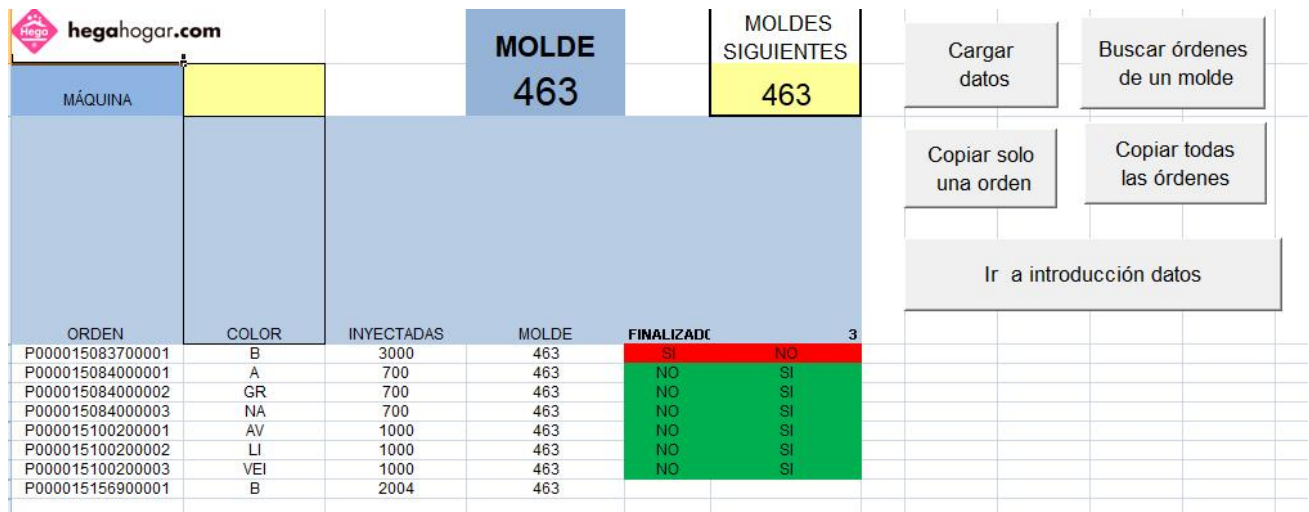 Hega hegahogar.com
MOLDE
MOLDES
SIGUIENTES
MÁQUINA
463
463
Cargar
datos
Buscar órdenes
de un molde
Copiar solo
una orden
Copiar todas
las órdenes
Ir a introducción datos
ORDEN COLOR INYECTADAS MOLDE FINALIZADO 3
P000015083700001 B 3000 463 SI NO
P000015084000001 A 700 463 NO SI
P000015084000002 GR 700 463 NO SI
P000015084000003 NA 700 463 NO SI
P000015100200001 AV 1000 463 NO SI
P000015100200002 LI 1000 463 NO SI
P000015100200003 VEI 1000 463 NO SI
P000015156900001 B 2004 463